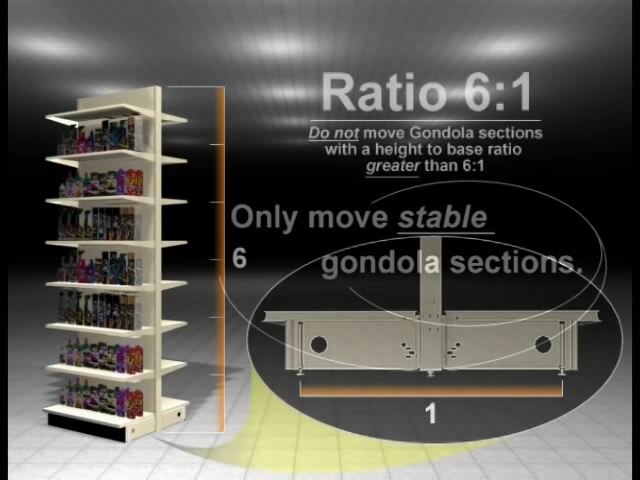 Ratio 6:1
Do not move Gondola sections
with a height to base ratio
greater than 6:1
Only move stable
gondola sections.
6
1